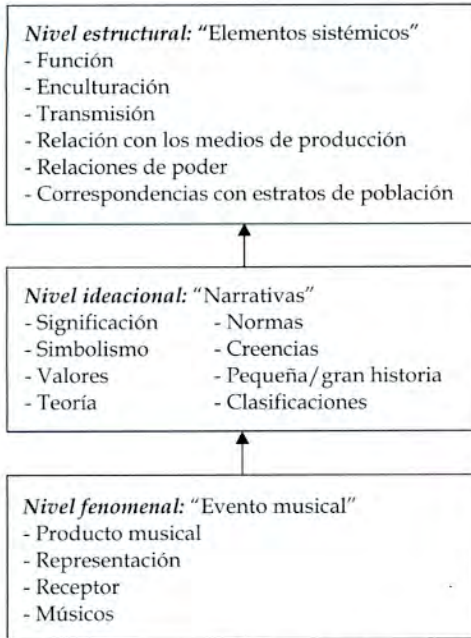 Nivel estructural: “Elementos sistémicos”
- Función
- Enculturación
- Transmisión
- Relación con los medios de producción
- Relaciones de poder
- Correspondencias con estratos de población
Nivel ideacional: “Narrativas”
- Significación - Normas
- Simbolismo - Creencias
- Valores - Pequeña/gran historia
- Teoría - Clasificaciones
Nivel fenomenal: “Evento musical”
- Producto musical
- Representación
- Receptor
- Músicos